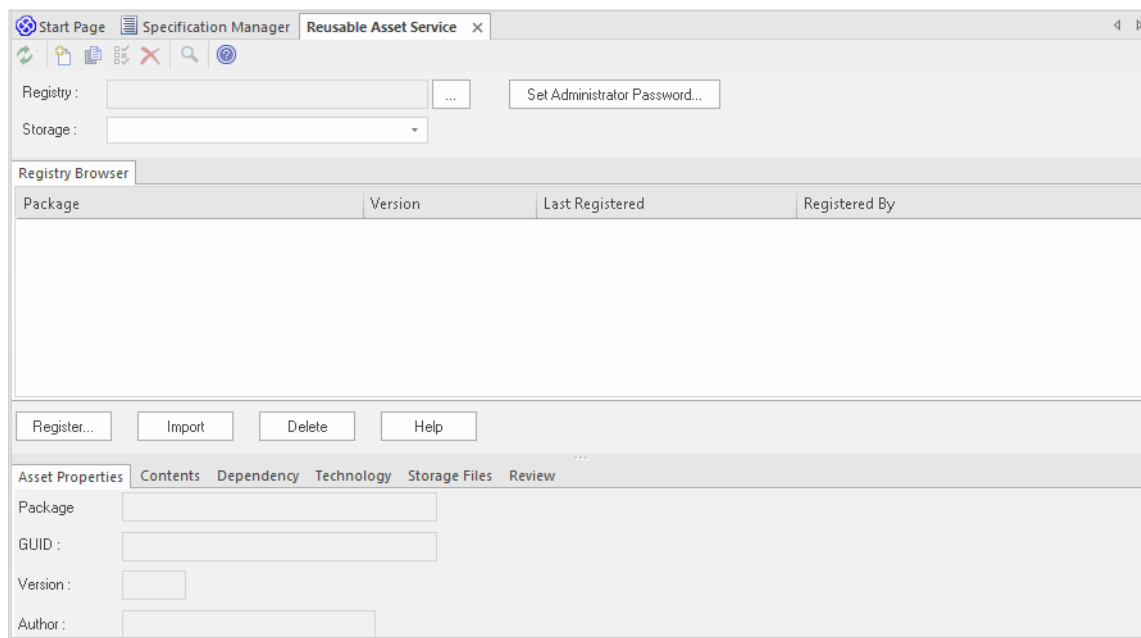 Start Page Specification Manager Reusable Asset Service
Registry :
... Set Administrator Password...
Storage :
Registry Browser
Package Version Last Registered Registered By
Register... Import Delete Help
Asset Properties Contents Dependency Technology Storage Files Review
Package
GUID :
Version :
Author :